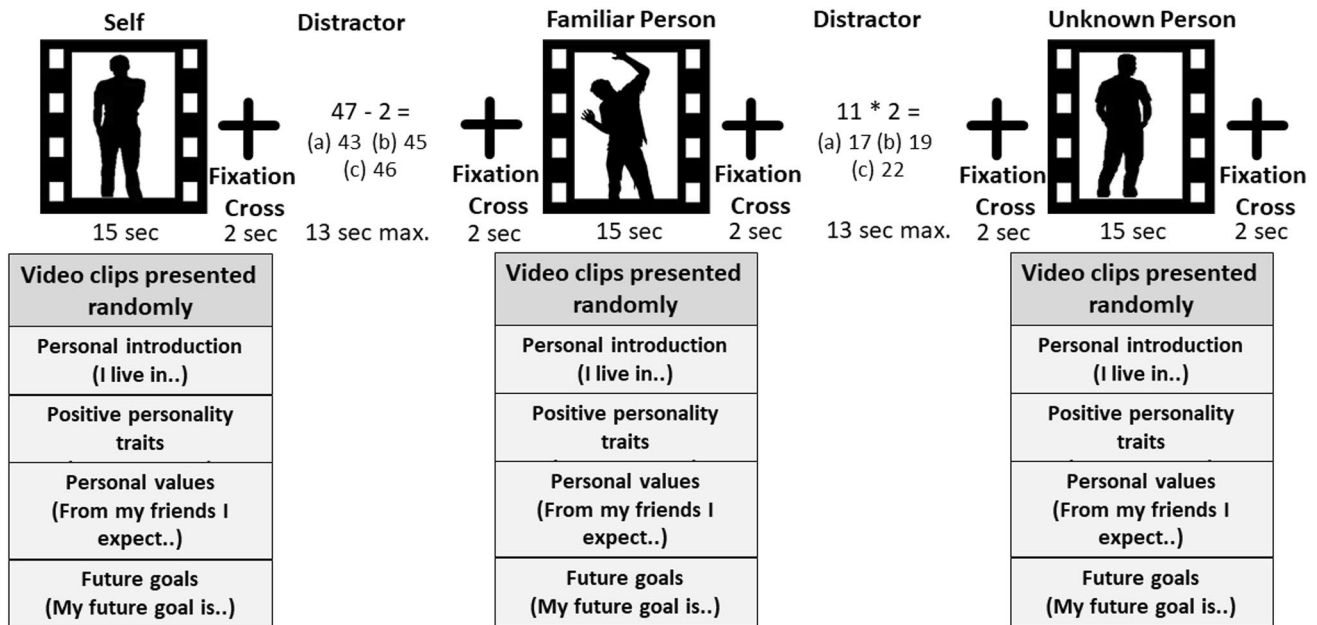 Self
Distractor
Familiar Person
Distractor
Unknown Person
47 - 2 =
(a) 43 (b) 45
(c) 46
11 * 2 =
(a) 17 (b) 19
(c) 22
Fixation
Cross
Fixation
Cross
Fixation
Cross
Fixation
Cross
Fixation
Cross
15 sec
2 sec
13 sec max.
2 sec
15 sec
2 sec
13 sec max.
2 sec
15 sec
2 sec
Video clips presented
randomly
Personal introduction
(I live in..)
Positive personality
traits
Personal values
(From my friends I
expect..)
Future goals
(My future goal is..)
Video clips presented
randomly
Personal introduction
(I live in..)
Positive personality
traits
Personal values
(From my friends I
expect..)
Future goals
(My future goal is..)
Video clips presented
randomly
Personal introduction
(I live in..)
Positive personality
traits
Personal values
(From my friends I
expect..)
Future goals
(My future goal is..)